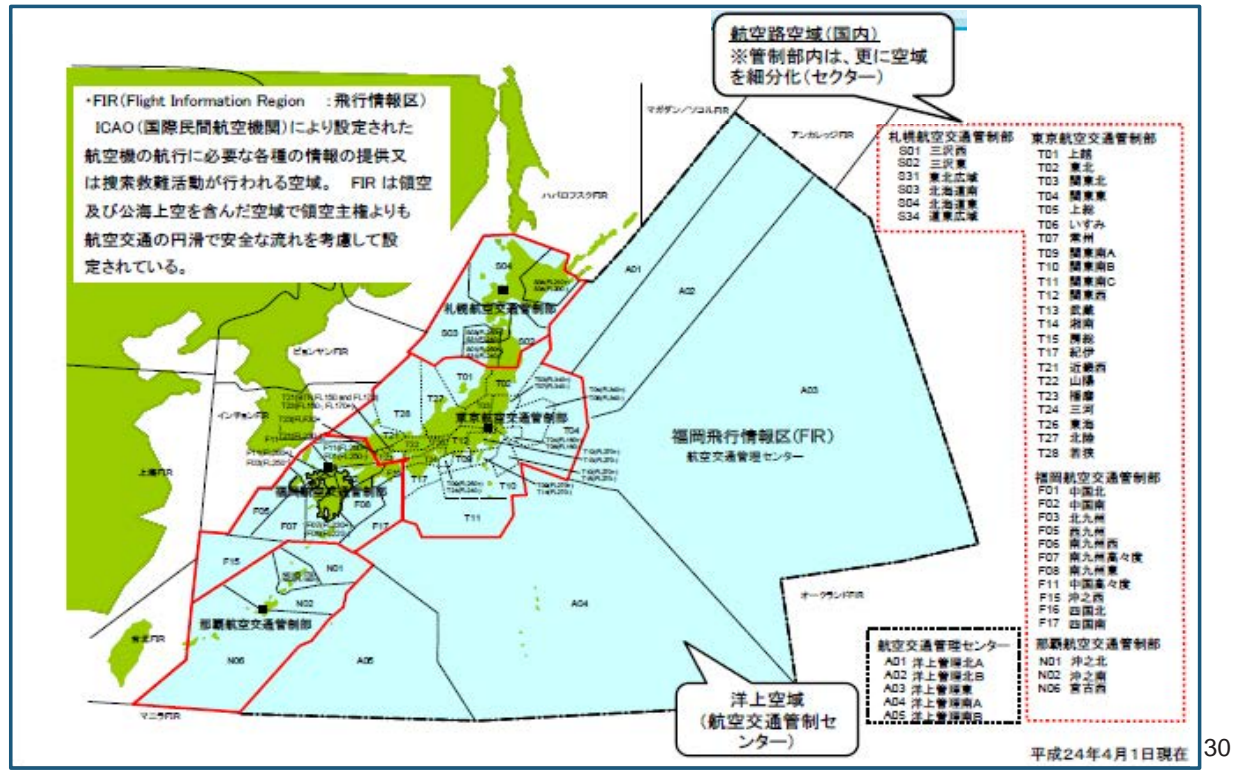 航空路空域(国内)
※管制部内は、更に空域
を細分化(セクター)
・FIR(Flight Information Region :飛行情報区)
ICAO(国際民間航空機関)により設定された
航空機の航行に必要な各種の情報の提供又
は捜索救難活動が行われる空域。 FIR は領空
及び公海上空を含んだ空域で領空主権よりも
航空交通の円滑で安全な流れを考慮して設
定されている。
マガダン/ソコルFIR
アンカレッジFIR
ハバロフスクFIR
ピョンヤンFIR
インチョンFIR
上海FIR
台北FIR
マニラFIR
オークランドFIR
札幌航空交通管制部
東京航空交通管制部
福岡航空交通管制部
那覇航空交通管制部
福岡飛行情報区(FIR)
航空交通管理センター
S04
S03
S02
A01
A02
A03
A04
A05
T01
T02
T27
T28
T21
T12
T09
T04
T10
T17
T11
F05
F07
F08
F17
F15
N01
N02
N06
洋上空域
(航空交通管制セ
ンター)
札幌航空交通管制部
S01 三沢西
S02 三沢東
S31 東北広域
S03 北海道南
S04 北海道東
S34 道東広域
東京航空交通管制部
T01 上越
T02 東北
T03 関東北
T04 関東東
T05 上総
T06 いすみ
T07 常州
T09 関東南A
T10 関東南B
T11 関東南C
T12 関東西
T13 武蔵
T14 湘南
T15 房総
T17 紀伊
T21 近畿西
T22 山陽
T23 播磨
T24 三河
T26 東海
T27 北陸
T28 若狭
福岡航空交通管制部
F01 中国北
F02 中国南
F03 北九州
F05 西九州
F06 南九州西
F07 南九州高々度
F08 南九州東
F11 中国高々度
F15 沖之西
F16 四国北
F17 四国南
那覇航空交通管制部
N01 沖之北
N02 沖之南
N06 宮古西
航空交通管理センター
A01 洋上管理北A
A02 洋上管理北B
A03 洋上管理東
A04 洋上管理南A
A05 洋上管理南B
平成24年4月1日現在
30